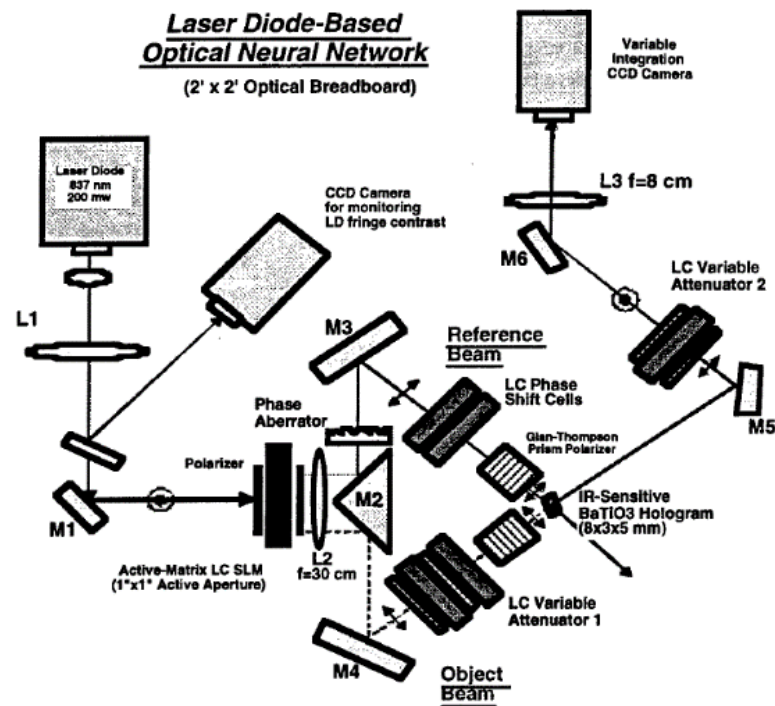 Laser Diode-Based
Optical Neural Network
(2' x 2' Optical Breadboard)
Variable
Integration
CCD Camera
Laser Diode
837 nm
200 mw
CCD Camera
for monitoring
LD fringe contrast
L3 f=8 cm
M6
LC Variable
Attenuator 2
L1
M3
Reference
Beam
LC Phase
Shift Cells
Phase
Aberrator
Glan-Thompson
Prism Polarizer
M5
Polarizer
M2
M1
IR-Sensitive
BaTiO3 Hologram
(8x3x5 mm)
Active-Matrix LC SLM
(1"x1" Active Aperture)
L2
f=30 cm
LC Variable
Attenuator 1
M4
Object
Beam